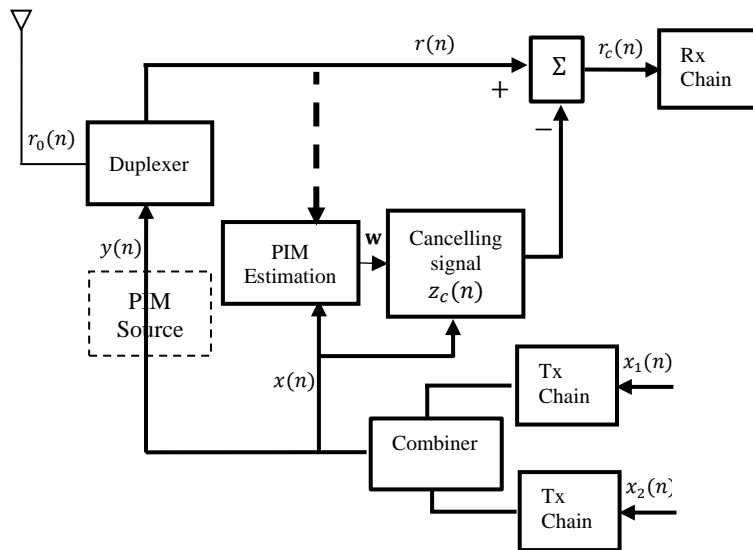 r(n)
Σ
r_c(n)
Rx
Chain
+
−
r_0(n)
Duplexer
y(n)
PIM
Source
PIM
Estimation
w
Cancelling
signal
z_c(n)
x(n)
Combiner
Tx
Chain
x_1(n)
Tx
Chain
x_2(n)